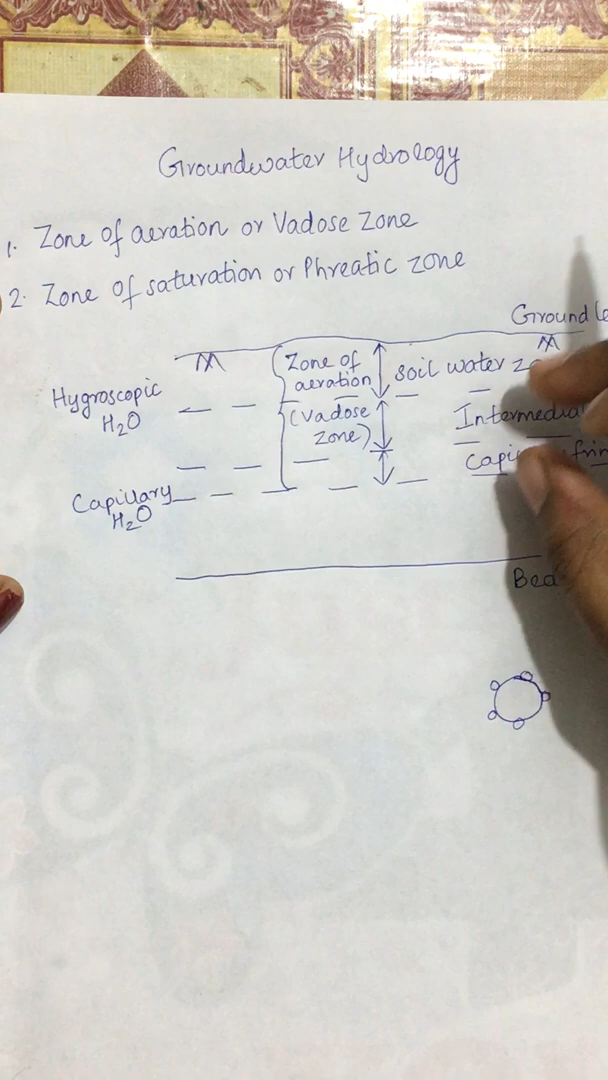 Groundwater Hydrology
1. Zone of aeration or Vadose Zone
2. Zone of saturation or Phreatic zone
Ground
Zone of aeration (Vadose Zone)
soil water
Hygroscopic H2O
Capillary H2O